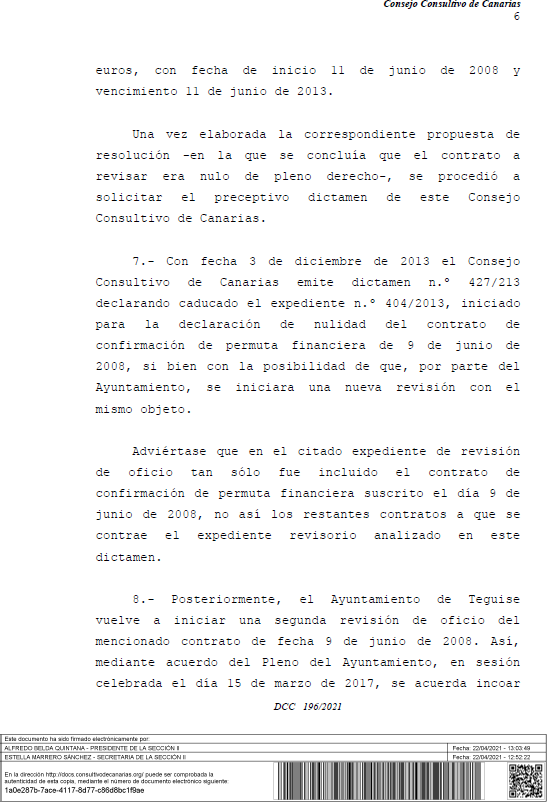 Consejo Consultivo de Canarias
6
euros, con fecha de inicio 11 de junio de 2008 y
vencimiento 11 de junio de 2013.
Una vez elaborada la correspondiente propuesta de
resolución -en la que se concluía que el contrato a
revisar era nulo de pleno derecho-, se procedió a
solicitar el preceptivo dictamen de este Consejo
Consultivo de Canarias.
7.- Con fecha 3 de diciembre de 2013 el Consejo
Consultivo de Canarias emite dictamen n.º 427/213
declarando caducado el expediente n.º 404/2013, iniciado
para la declaración de nulidad del contrato de
confirmación de permuta financiera de 9 de junio de
2008, si bien con la posibilidad de que, por parte del
Ayuntamiento, se iniciara una nueva revisión con el
mismo objeto.
Adviértase que en el citado expediente de revisión
de oficio tan sólo fue incluido el contrato de
confirmación de permuta financiera suscrito el día 9 de
junio de 2008, no así los restantes contratos a que se
contrae el expediente revisorio analizado en este
dictamen.
8.- Posteriormente, el Ayuntamiento de Teguise
vuelve a iniciar una segunda revisión de oficio del
mencionado contrato de fecha 9 de junio de 2008. Así,
mediante acuerdo del Pleno del Ayuntamiento, en sesión
celebrada el día 15 de marzo de 2017, se acuerda incoar
DCC 196/2021
Este documento ha sido firmado electrónicamente por:
ALFREDO BELDA QUINTANA - PRESIDENTE DE LA SECCIÓN II Fecha: 22/04/2021 - 13:03:49
ESTELLA MARRERO SÁNCHEZ - SECRETARIA DE LA SECCIÓN II Fecha: 22/04/2021 - 12:52:22
En la dirección http://docs.consultivodecanarias.org/ puede ser comprobada la
autenticidad de esta copia, mediante el número de documento electrónico siguiente:
1a0e287b-7ace-4117-8d77-c86d8bc1f9ae